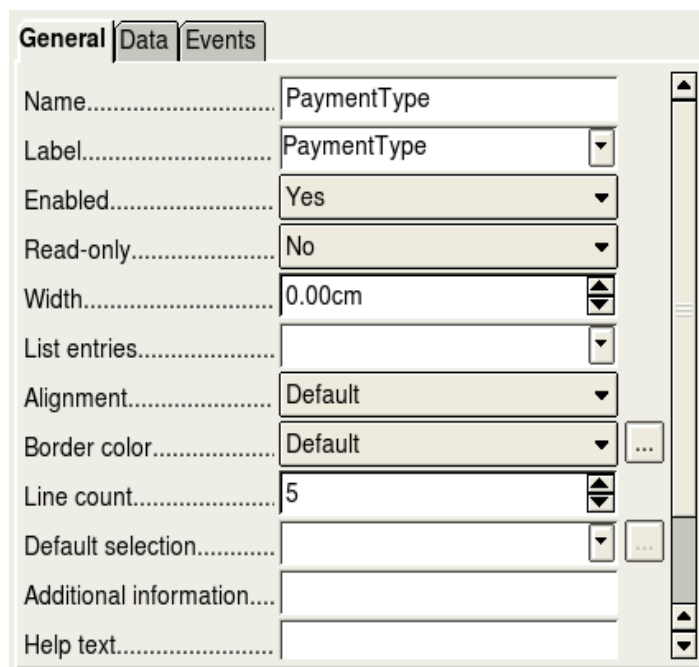 General Data Events
Name............................ PaymentType
Label............................. PaymentType
Enabled......................... Yes
Read-only...................... No
Width............................. 0.00cm
List entries.....................
Alignment...................... Default
Border color................... Default ...
Line count...................... 5
Default selection............ ...
Additional information....
Help text........................